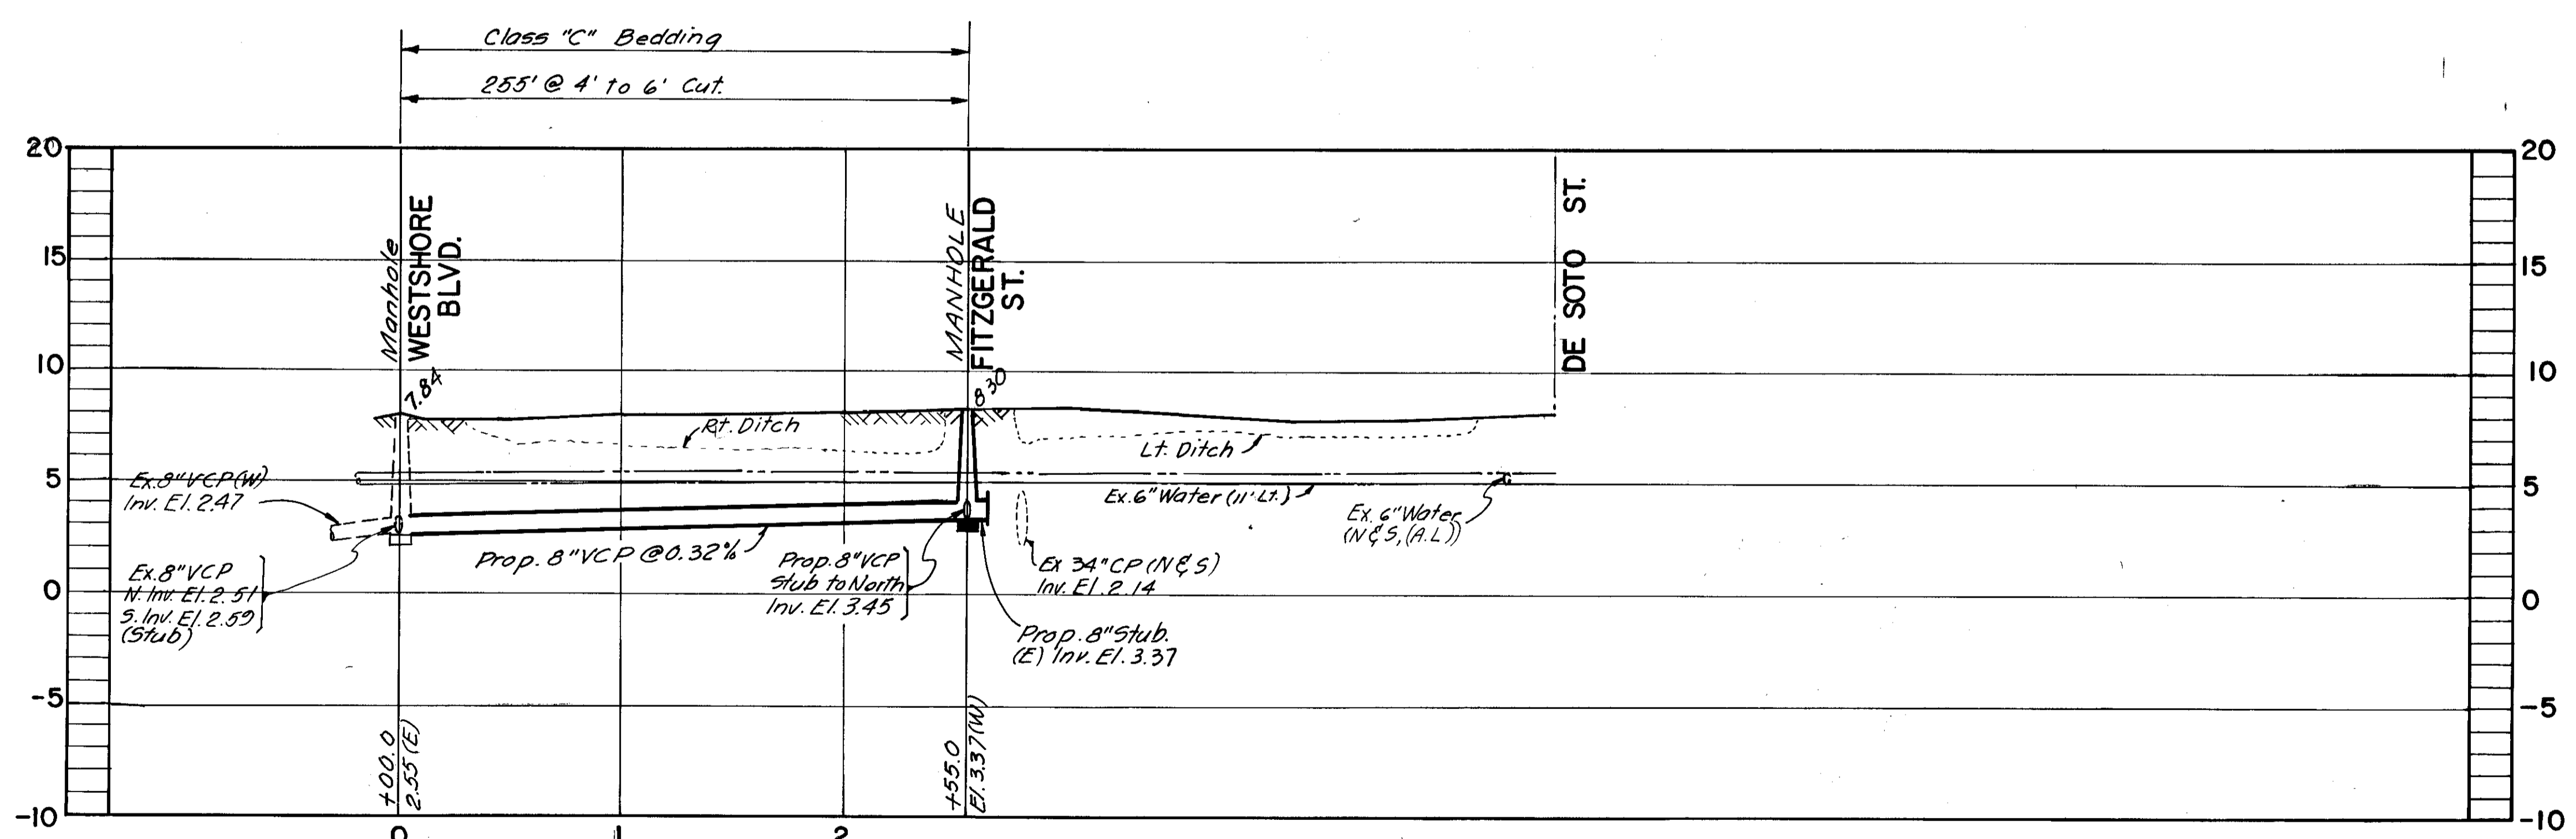 Class "C" Bedding
255' @ 4' to 6' Cut.
20
20
15
15
10
10
5
5
0
0
-5
-5
-10
-10
Manhole
WESTSHORE
BLVD.
MANHOLE
FITZGERALD
ST.
DE SOTO ST.
7.84
8.30
Rt. Ditch
Lt. Ditch
Ex. 8" VCP (W)
Inv. El. 2.47
Ex. 6" Water (11' Lt.)
Ex. 6" Water
(N & S, (A.L.))
Prop. 8" VCP @ 0.32%
Ex. 8" VCP
N. Inv. El. 2.51
S. Inv. El. 2.59
(Stub)
Prop. 8" VCP
Stub to North
Inv. El. 3.45
Ex 34" CP (N & S)
Inv. El. 2.14
Prop. 8" Stub.
(E) Inv. El. 3.37
+00.0
2.55 (E)
+55.0
El. 3.37 (W)
0
1
2